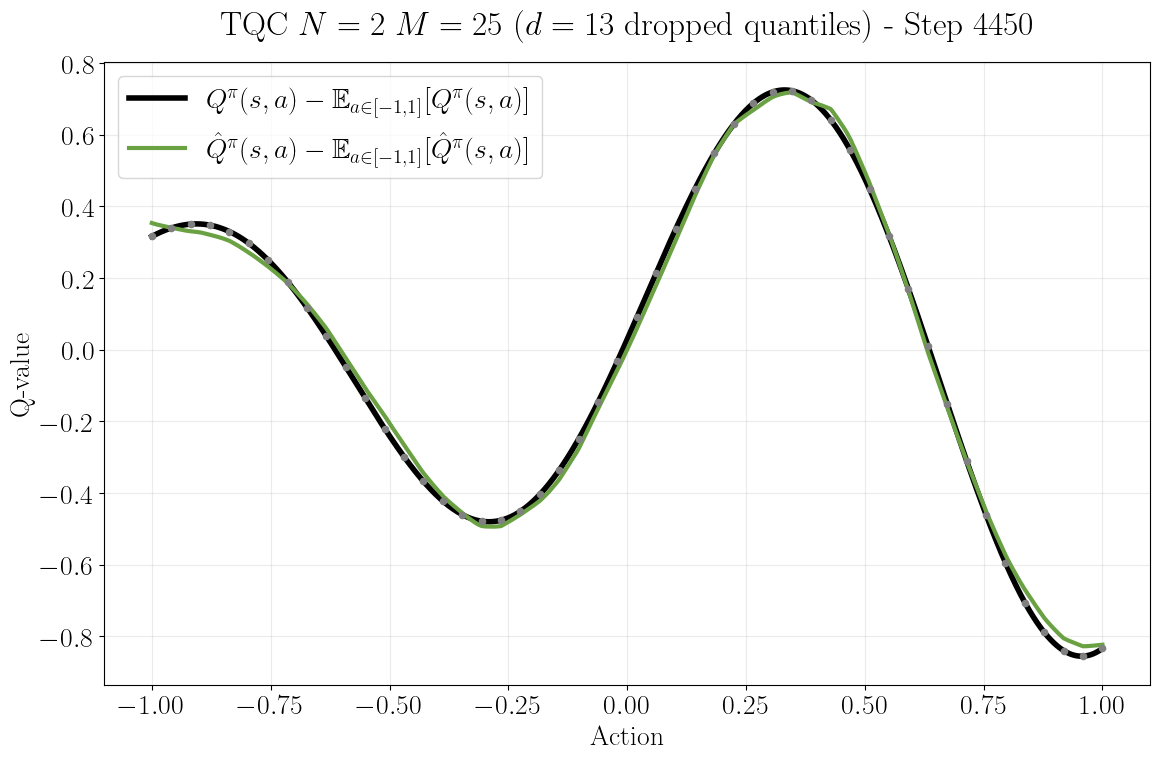 TQC N = 2 M = 25 (d = 13 dropped quantiles) - Step 4450
Q^π(s, a) − 𝔼_{a∈[−1,1]}[Q^π(s, a)]
Q̂^π(s, a) − 𝔼_{a∈[−1,1]}[Q̂^π(s, a)]
0.8
0.6
0.4
0.2
0.0
−0.2
−0.4
−0.6
−0.8
Q-value
−1.00 −0.75 −0.50 −0.25 0.00 0.25 0.50 0.75 1.00
Action